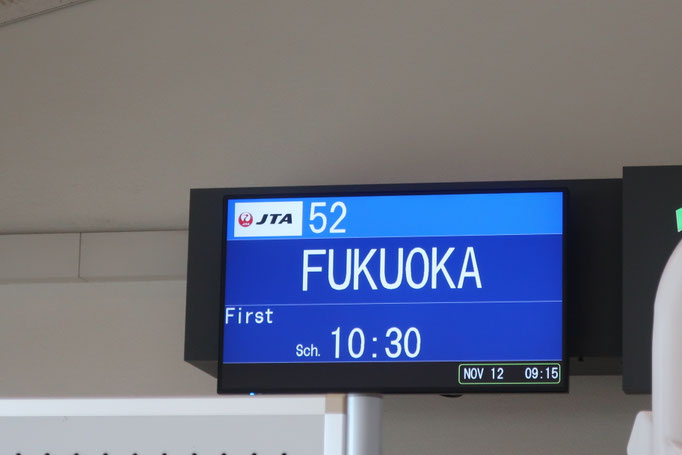 JTA 52
FUKUOKA
First
Sch. 10:30
NOV 12 09:15